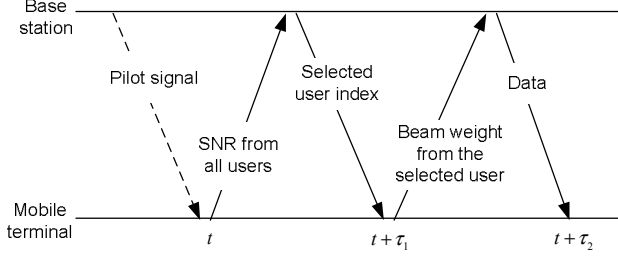 Base
station
Pilot signal
Selected
user index
Data
SNR from
all users
Beam weight
from the
selected user
Mobile
terminal
t
t + τ₁
t + τ₂